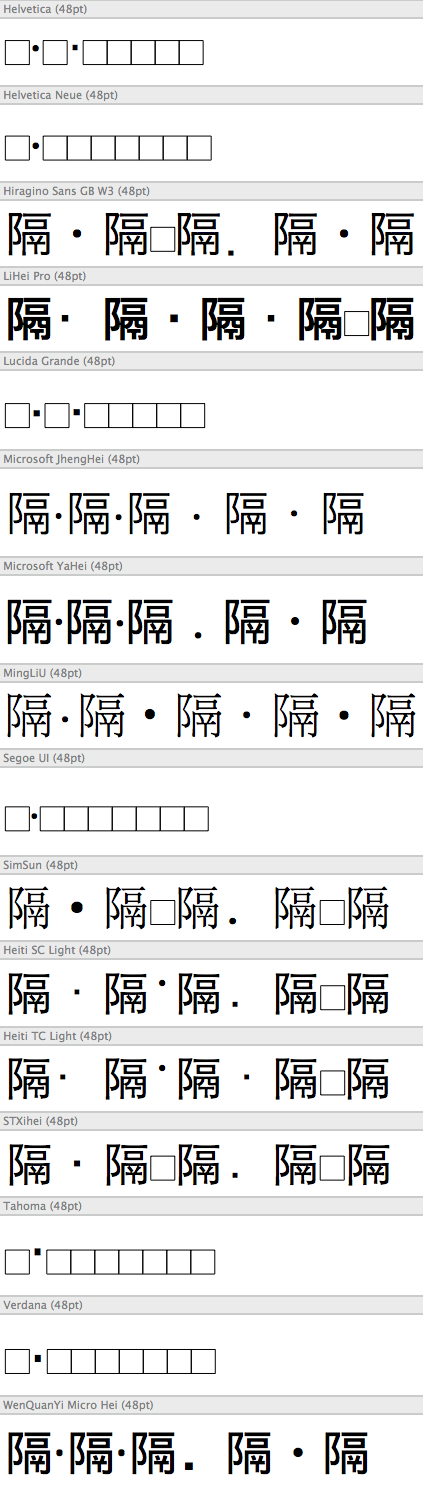 Helvetica (48pt)
□·□‧□□□□□
Helvetica Neue (48pt)
□·□□□□□□□
Hiragino Sans GB W3 (48pt)
隔·隔□隔．隔・隔
LiHei Pro (48pt)
隔·隔‧隔．隔□隔
Lucida Grande (48pt)
□·□‧□□□□□
Microsoft JhengHei (48pt)
隔·隔‧隔．隔・隔
Microsoft YaHei (48pt)
隔·隔‧隔．隔・隔
MingLiU (48pt)
隔·隔‧隔．隔・隔
Segoe UI (48pt)
□·□□□□□□□
SimSun (48pt)
隔·隔□隔．隔□隔
Heiti SC Light (48pt)
隔·隔‧隔．隔□隔
Heiti TC Light (48pt)
隔·隔‧隔．隔□隔
STXihei (48pt)
隔·隔□隔．隔□隔
Tahoma (48pt)
□·□□□□□□□
Verdana (48pt)
□·□□□□□□□
WenQuanYi Micro Hei (48pt)
隔·隔‧隔．隔・隔